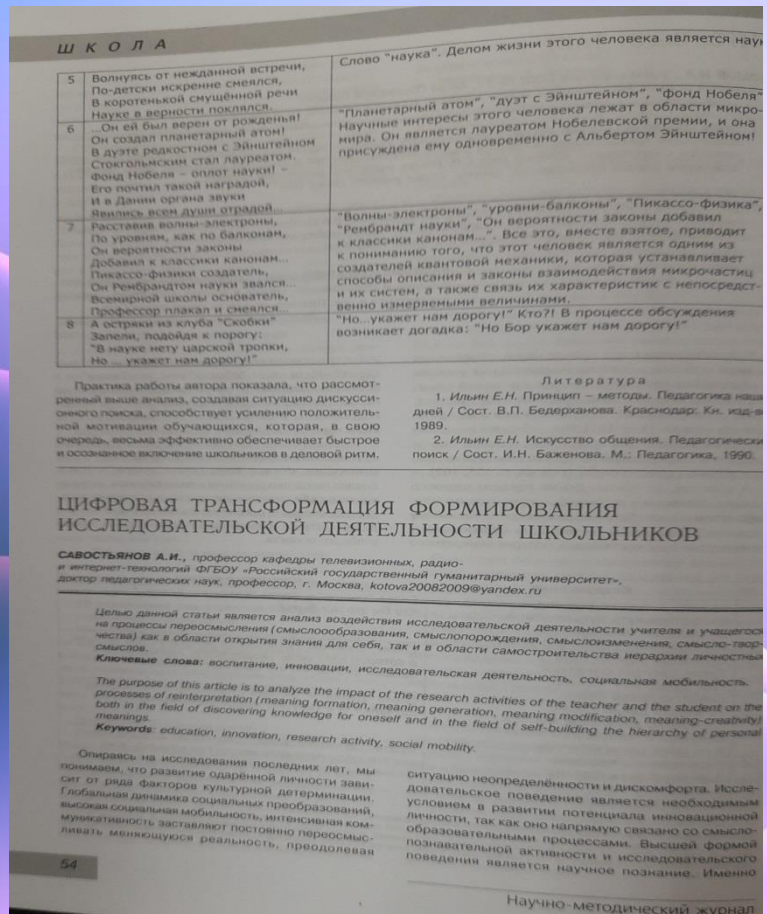 ШКОЛА
5
Волнуясь от нежданной встречи,
По-детски искренне смеялся,
В коротенькой смущённой речи
Науке в верности поклялся.
Слово "наука". Делом жизни этого человека является
6
...Он ей был верен от рожденья!
Он создал планетарный атом!
В дуэте редкостном с Эйнштейном
Стокгольмским стал лауреатом.
Фонд Нобеля – оплот науки! –
Его почтил такой наградой,
И в Дании органа звуки
Явились всем души отрадой...
"Планетарный атом", "дуэт с Эйнштейном", "фонд Нобеля"
Научные интересы этого человека лежат в области микро-
мира. Он является лауреатом Нобелевской премии, и она
присуждена ему одновременно с Альбертом Эйнштейном!
7
Расставив волны-электроны,
По уровням, как по балконам,
Он вероятности законы
Добавил к классики канонам...
Пикассо-физики создатель,
Он Рембрандтом науки звался...
Всемирной школы основатель,
Профессор плакал и смеялся...
"Волны-электроны", "уровни-балконы", "Пикассо-физика",
"Рембрандт науки", "Он вероятности законы добавил
к классики канонам...". Все это, вместе взятое, приводит
к пониманию того, что этот человек является одним из
создателей квантовой механики, которая устанавливает
способы описания и законы взаимодействия микрочастиц
и их систем, а также связь их характеристик с непосредст-
венно измеряемыми величинами.
8
А остряки из клуба "Скобки"
Запели, подойдя к порогу:
"В науке нету царской тропки,
Но ... укажет нам дорогу!"
"Но...укажет нам дорогу!" Кто?! В процессе обсуждения
возникает догадка: "Но Бор укажет нам дорогу!"
Практика работы автора показала, что рассмот-
ренный выше анализ, создавая ситуацию дискусси-
онного поиска, способствует усилению положитель-
ной мотивации обучающихся, которая, в свою
очередь, весьма эффективно обеспечивает быстрое
и осознанное включение школьников в деловой ритм.
Литература
1. Ильин Е.Н. Принцип – методы. Педагогика
дней / Сост. В.П. Бедерханова. Краснодар: Кн. изд-в
1989.
2. Ильин Е.Н. Искусство общения. Педагогически
поиск / Сост. И.Н. Баженова. М.: Педагогика, 1990.
ЦИФРОВАЯ ТРАНСФОРМАЦИЯ ФОРМИРОВАНИЯ
ИССЛЕДОВАТЕЛЬСКОЙ ДЕЯТЕЛЬНОСТИ ШКОЛЬНИКОВ
САВОСТЬЯНОВ А.И., профессор кафедры телевизионных, радио-
и интернет-технологий ФГБОУ «Российский государственный гуманитарный университет»,
доктор педагогических наук, профессор, г. Москва, kotova20082009@yandex.ru
Целью данной статьи является анализ воздействия исследовательской деятельности учителя и учащегося
на процессы переосмысления (смыслообразования, смыслопорождения, смыслоизменения, смысло-твор-
чества) как в области открытия знания для себя, так и в области самостроительства иерархии личностных
смыслов.
Ключевые слова: воспитание, инновации, исследовательская деятельность, социальная мобильность.
The purpose of this article is to analyze the impact of the research activities of the teacher and the student on the
processes of reinterpretation (meaning formation, meaning generation, meaning modification, meaning-creativity)
both in the field of discovering knowledge for oneself and in the field of self-building the hierarchy of personal
meanings.
Keywords: education, innovation, research activity, social mobility.
Опираясь на исследования последних лет, мы
понимаем, что развитие одарённой личности зави-
сит от ряда факторов культурной детерминации.
Глобальная динамика социальных преобразований,
высокая социальная мобильность, интенсивная ком-
муникативность заставляют постоянно переосмыс-
ливать меняющуюся реальность, преодолевая
ситуацию неопределённости и дискомфорта. Иссле-
довательское поведение является необходимым
условием в развитии потенциала инновационной
личности, так как оно напрямую связано со смысло-
образовательными процессами. Высшей формой
познавательной активности и исследовательского
поведения является научное познание. Именно
54
Научно-методический журнал